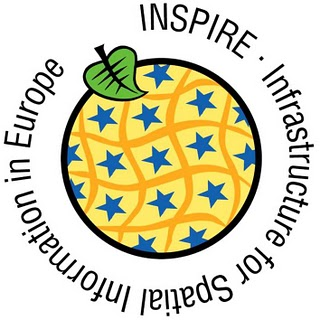 INSPIRE · Infrastructure for Spatial Information in Europe